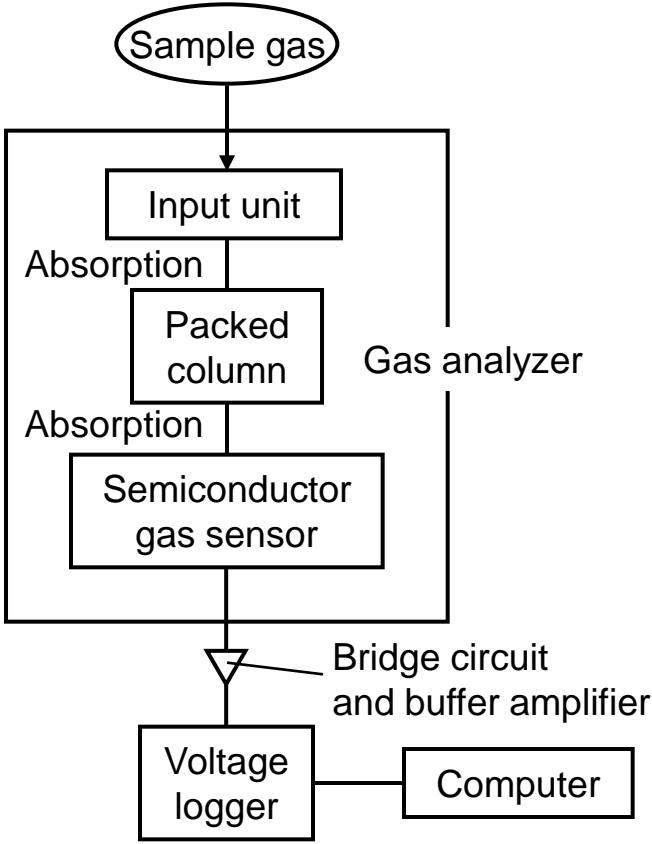 Sample gas
Input unit
Absorption
Packed
column
Gas analyzer
Absorption
Semiconductor
gas sensor
Bridge circuit
and buffer amplifier
Voltage
logger
Computer